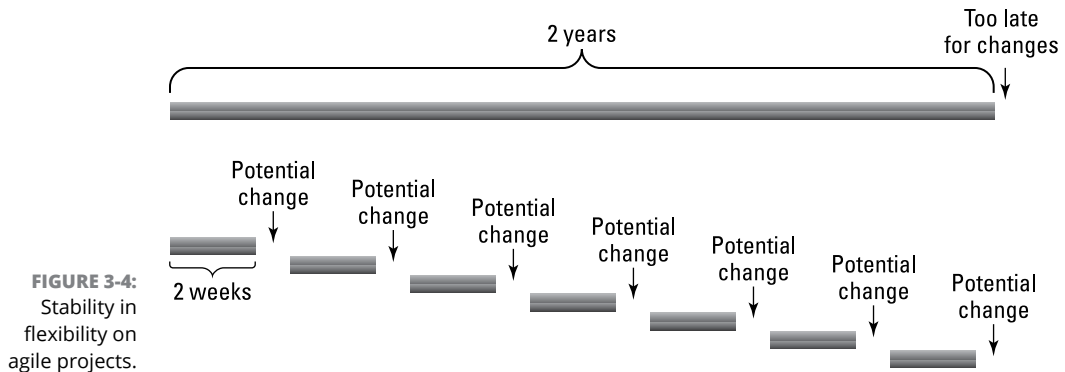 2 years
Too late
for changes
Potential
change
Potential
change
Potential
change
Potential
change
Potential
change
Potential
change
Potential
change
2 weeks
FIGURE 3-4:
Stability in
flexibility on
agile projects.